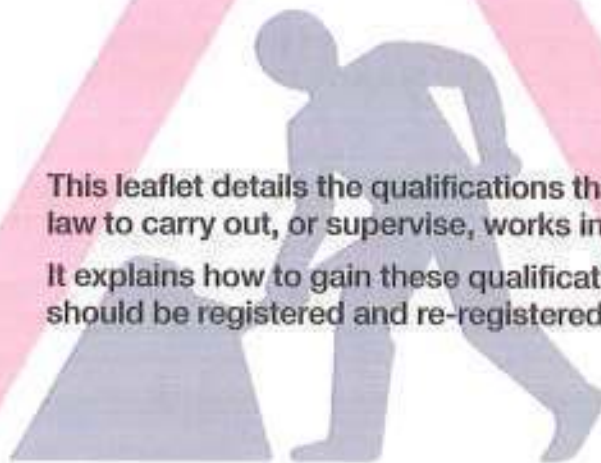 This leaflet details the qualifications th
law to carry out, or supervise, works in
It explains how to gain these qualificat
should be registered and re-registered